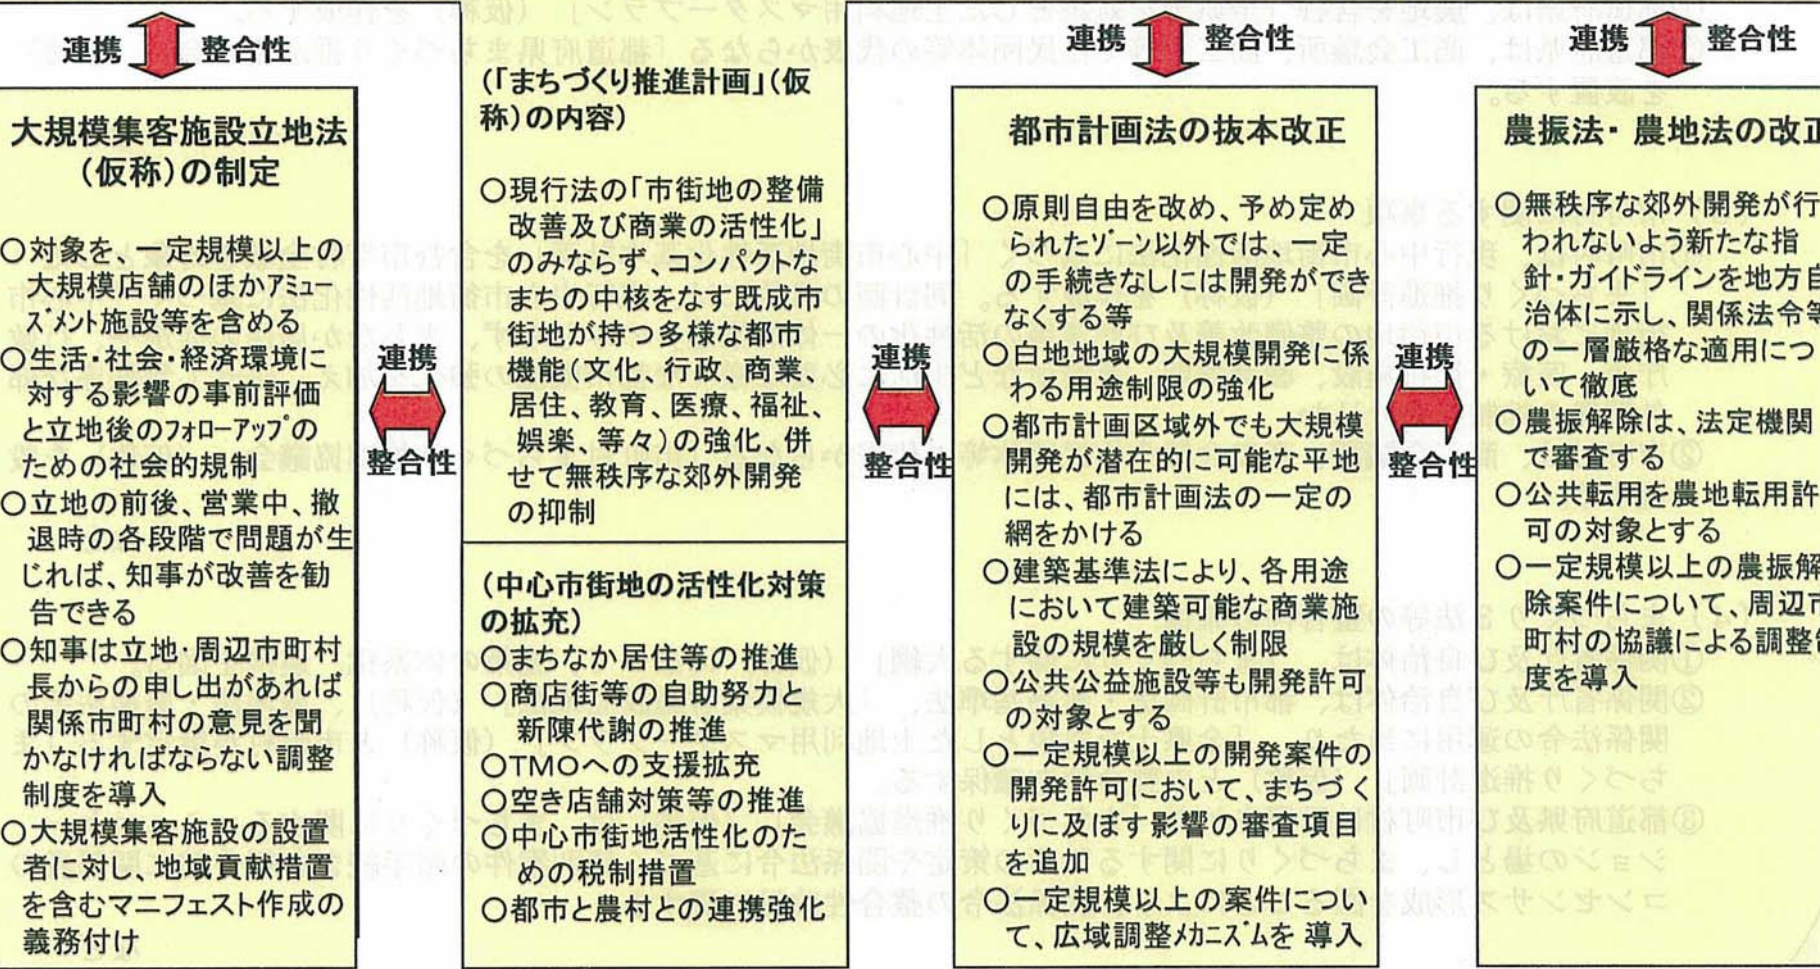 連携 整合性
大規模集客施設立地法
(仮称)の制定
○対象を、一定規模以上の
大規模店舗のほかアミュー
ズメント施設等を含める
○生活・社会・経済環境に
対する影響の事前評価
と立地後のフォローアップの
ための社会的規制
○立地の前後、営業中、撤
退時の各段階で問題が生
じれば、知事が改善を勧
告できる
○知事は立地・周辺市町村
長からの申し出があれば
関係市町村の意見を聞
かなければならない調整
制度を導入
○大規模集客施設の設置
者に対し、地域貢献措置
を含むマニフェスト作成の
義務付け
連携
整合性
(「まちづくり推進計画」(仮
称)の内容)
○現行法の「市街地の整備
改善及び商業の活性化」
のみならず、コンパクトな
まちの中核をなす既成市
街地が持つ多様な都市
機能(文化、行政、商業、
居住、教育、医療、福祉、
娯楽、等々)の強化、併
せて無秩序な郊外開発
の抑制
(中心市街地の活性化対策
の拡充)
○まちなか居住等の推進
○商店街等の自助努力と
新陳代謝の推進
○TMOへの支援拡充
○空き店舗対策等の推進
○中心市街地活性化のた
めの税制措置
○都市と農村との連携強化
連携
整合性
連携 整合性
都市計画法の抜本改正
○原則自由を改め、予め定め
られたゾーン以外では、一定
の手続きなしには開発ができ
なくする等
○白地地域の大規模開発に係
わる用途制限の強化
○都市計画区域外でも大規模
開発が潜在的に可能な平地
には、都市計画法の一定の
網をかける
○建築基準法により、各用途
において建築可能な商業施
設の規模を厳しく制限
○公共公益施設等も開発許可
の対象とする
○一定規模以上の開発案件の
開発許可において、まちづく
りに及ぼす影響の審査項目
を追加
○一定規模以上の案件につい
て、広域調整メカニズムを 導入
連携
整合性
連携 整合性
農振法・農地法の改正
○無秩序な郊外開発が行
われないよう新たな指
針・ガイドラインを地方自
治体に示し、関係法令等
の一層厳格な適用につ
いて徹底
○農振解除は、法定機関
で審査する
○公共転用を農地転用許
可の対象とする
○一定規模以上の農振解
除案件について、周辺市
町村の協議による調整制
度を導入